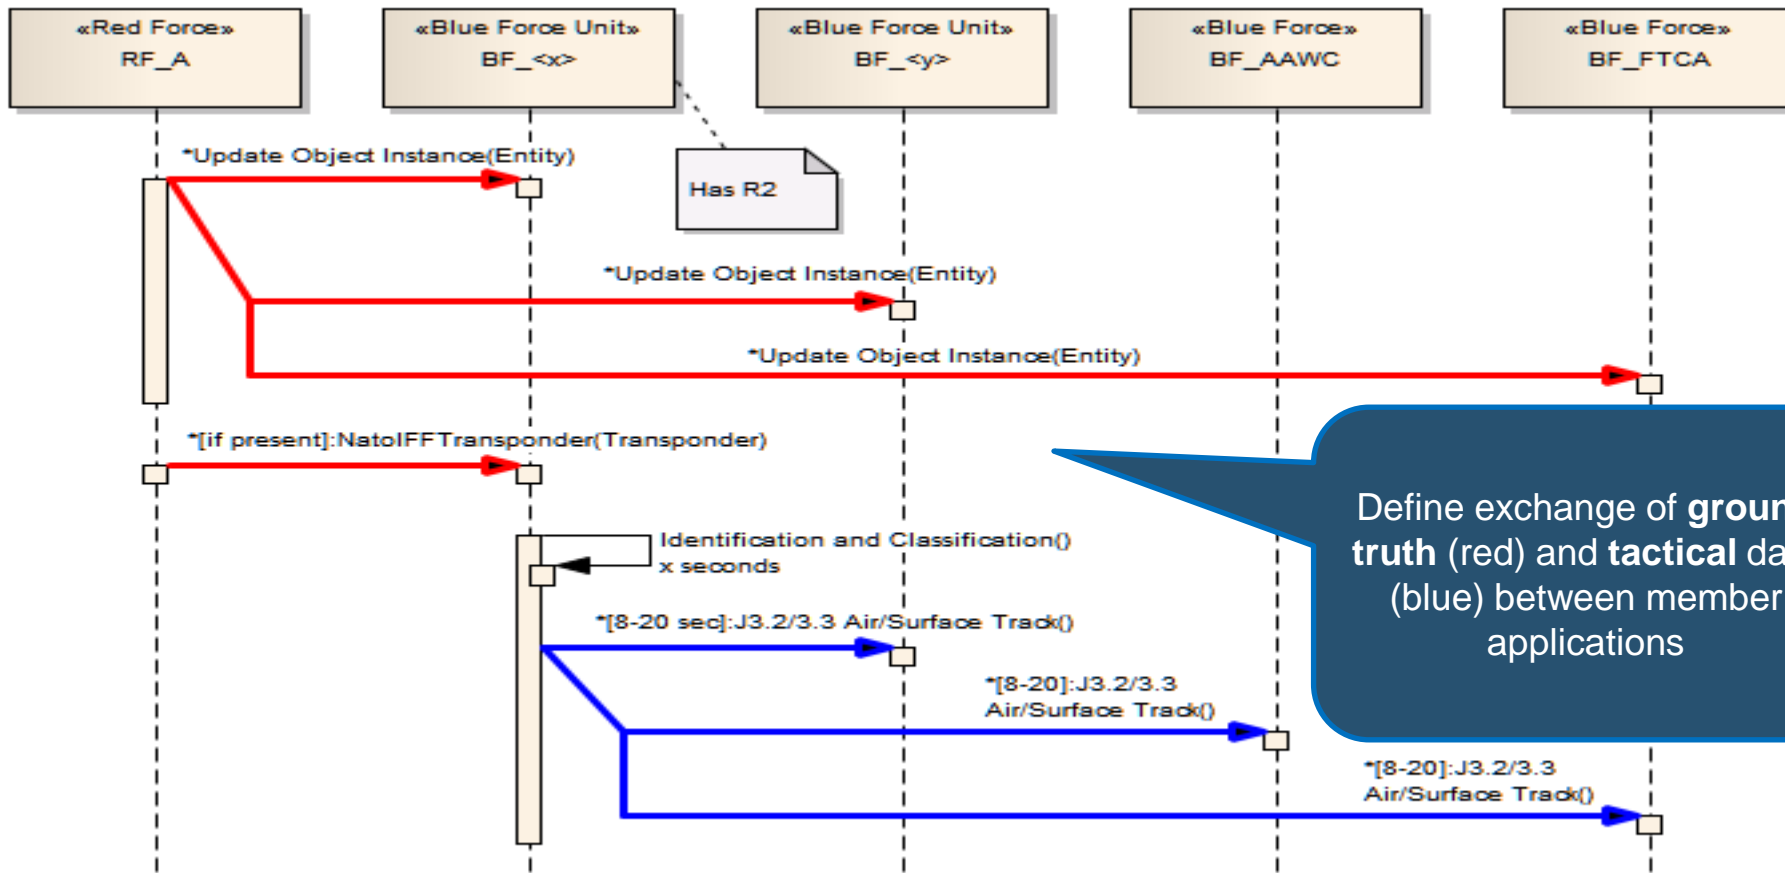 «Red Force»
RF_A
«Blue Force Unit»
BF_<x>
«Blue Force Unit»
BF_<y>
«Blue Force»
BF_AAWC
«Blue Force»
BF_FTCA
*Update Object Instance(Entity)
Has R2
*Update Object Instance(Entity)
*Update Object Instance(Entity)
*[if present]:NatoIFFTransponder(Transponder)
Identification and Classification()
x seconds
*[8-20 sec]:J3.2/3.3 Air/Surface Track()
*[8-20]:J3.2/3.3
Air/Surface Track()
*[8-20]:J3.2/3.3
Air/Surface Track()
Define exchange of groun
truth (red) and tactical da
(blue) between member
applications